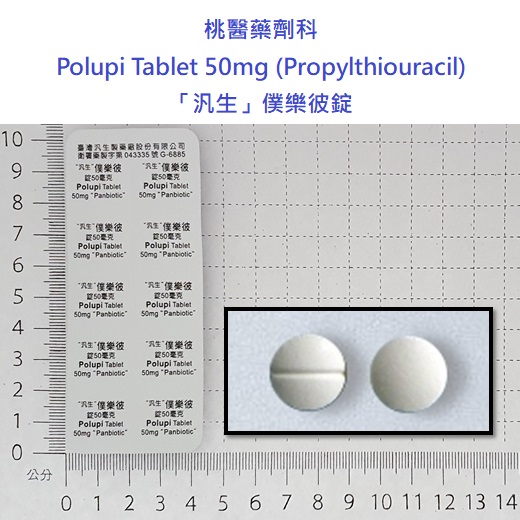 桃醫藥劑科
Polupi Tablet 50mg (Propylthiouracil)
「汎生」僕樂彼錠
臺灣汎生製藥廠股份有限公司
衛署藥製字第 043335 號 G-6885
"汎生" 僕樂彼
錠50毫克
Polupi Tablet
50mg "Panbiotic"
"汎生" 僕樂彼
錠50毫克
Polupi Tablet
50mg "Panbiotic"
"汎生" 僕樂彼
錠50毫克
Polupi Tablet
50mg "Panbiotic"
"汎生" 僕樂彼
錠50毫克
Polupi Tablet
50mg "Panbiotic"
"汎生" 僕樂彼
錠50毫克
Polupi Tablet
50mg "Panbiotic"
"汎生" 僕樂彼
錠50毫克
Polupi Tablet
50mg "Panbiotic"
"汎生" 僕樂彼
錠50毫克
Polupi Tablet
50mg "Panbiotic"
"汎生" 僕樂彼
錠50毫克
Polupi Tablet
50mg "Panbiotic"
"汎生" 僕樂彼
錠50毫克
Polupi Tablet
50mg "Panbiotic"
"汎生" 僕樂彼
錠50毫克
Polupi Tablet
50mg "Panbiotic"
10
9
8
7
6
5
4
3
2
1
0
公分
0 1 2 3 4 5 6 7 8 9 10 11 12 13 14